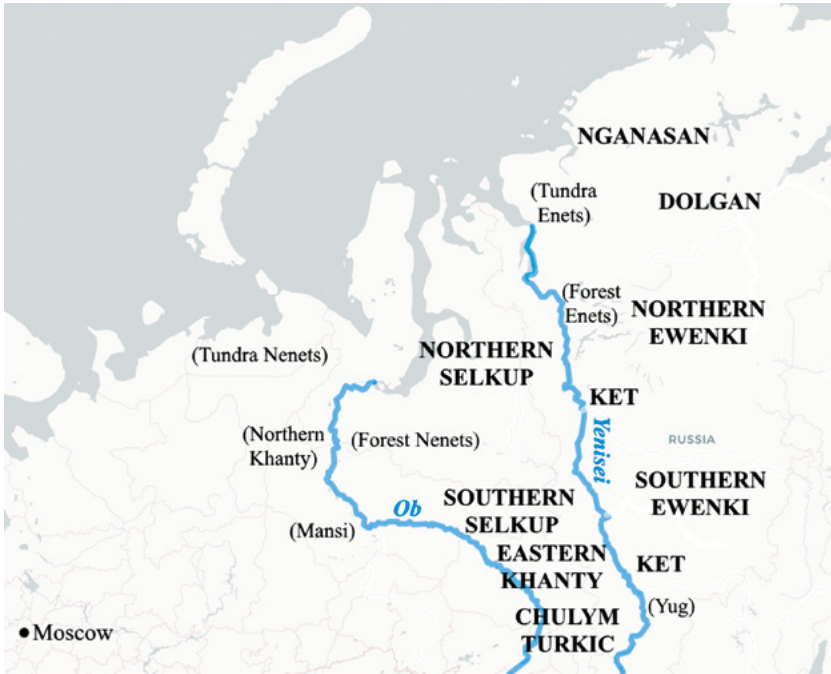 NGANASAN
(Tundra
Enets)
DOLGAN
(Forest
Enets)
NORTHERN
EWENKI
(Tundra Nenets)
NORTHERN
SELKUP
KET
(Northern
Khanty)
(Forest Nenets)
Yenisei
RUSSIA
SOUTHERN
EWENKI
Ob
SOUTHERN
SELKUP
(Mansi)
EASTERN
KHANTY
KET
(Yug)
CHULYM
TURKIC
Moscow